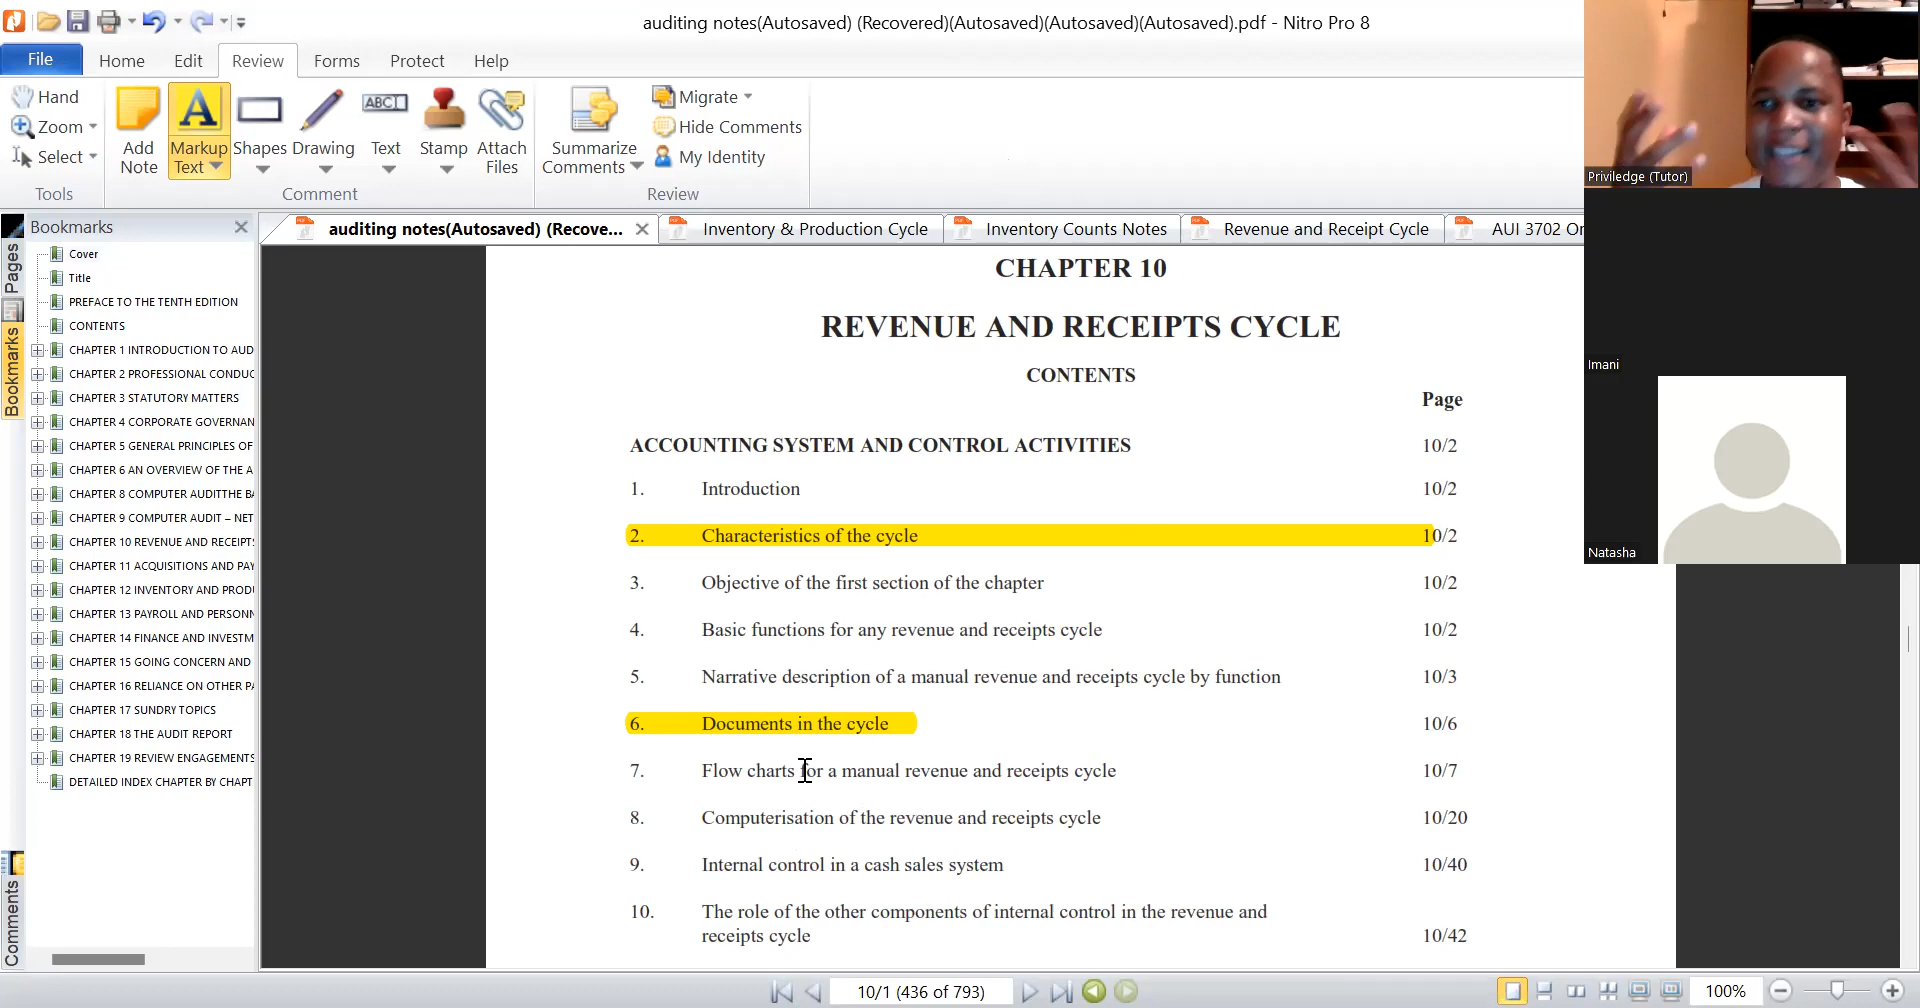 auditing notes(Autosaved) (Recovered)(Autosaved)(Autosaved)(Autosaved).pdf - Nitro Pro 8
File Home Edit Review Forms Protect Help
Hand
Zoom
Select
Tools
Add Note
Markup Text
Shapes
Drawing
ABC
Text
Stamp
Attach Files
Comment
Summarize Comments
Migrate
Hide Comments
My Identity
Review
Priviledge (Tutor)
Imani
Natasha
Pages
Bookmarks
Comments
Bookmarks
Cover
Title
PREFACE TO THE TENTH EDITION
CONTENTS
CHAPTER 1 INTRODUCTION TO AUD
CHAPTER 2 PROFESSIONAL CONDUC
CHAPTER 3 STATUTORY MATTERS
CHAPTER 4 CORPORATE GOVERNAN
CHAPTER 5 GENERAL PRINCIPLES OF
CHAPTER 6 AN OVERVIEW OF THE A
CHAPTER 8 COMPUTER AUDITTHE BA
CHAPTER 9 COMPUTER AUDIT – NET
CHAPTER 10 REVENUE AND RECEIPTS
CHAPTER 11 ACQUISITIONS AND PAY
CHAPTER 12 INVENTORY AND PRODU
CHAPTER 13 PAYROLL AND PERSONN
CHAPTER 14 FINANCE AND INVESTM
CHAPTER 15 GOING CONCERN AND
CHAPTER 16 RELIANCE ON OTHER PA
CHAPTER 17 SUNDRY TOPICS
CHAPTER 18 THE AUDIT REPORT
CHAPTER 19 REVIEW ENGAGEMENTS
DETAILED INDEX CHAPTER BY CHAPT
auditing notes(Autosaved) (Recove... Inventory & Production Cycle Inventory Counts Notes Revenue and Receipt Cycle AUI 3702 Or
CHAPTER 10
REVENUE AND RECEIPTS CYCLE
CONTENTS
Page
ACCOUNTING SYSTEM AND CONTROL ACTIVITIES 10/2
1. Introduction 10/2
2. Characteristics of the cycle 10/2
3. Objective of the first section of the chapter 10/2
4. Basic functions for any revenue and receipts cycle 10/2
5. Narrative description of a manual revenue and receipts cycle by function 10/3
6. Documents in the cycle 10/6
7. Flow charts for a manual revenue and receipts cycle 10/7
8. Computerisation of the revenue and receipts cycle 10/20
9. Internal control in a cash sales system 10/40
10. The role of the other components of internal control in the revenue and
receipts cycle 10/42
10/1 (436 of 793)
100%